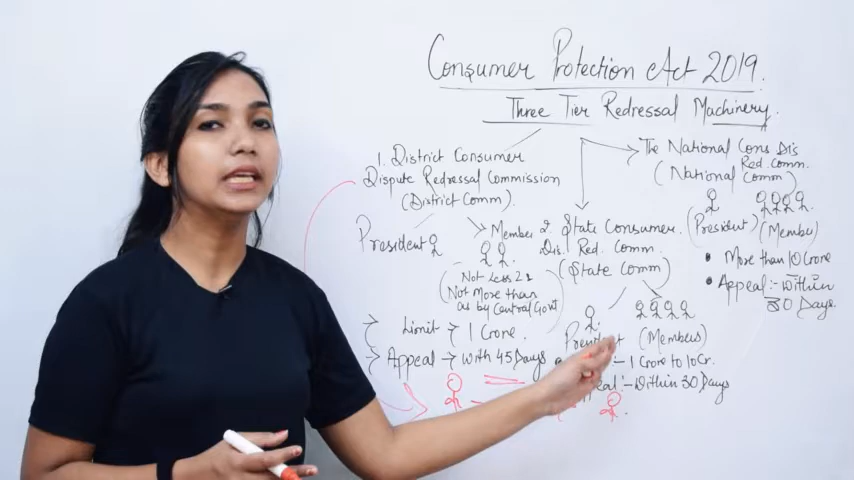 Consumer Protection Act 2019.
Three Tier Redressal Machinery.
1. District Consumer
Dispute Redressal Commission
(District Comm).
President
Member
(Not Less 2
Not More than
as by Central Govt)
Limit → 1 Crore.
Appeal → With 45 Days
2. State Consumer.
Dis. Red. Comm.
(State Comm)
President
(Members)
:- 1 Crore to 10 Cr.
:- Within 30 Days
The National Cons Dis
Red. Comm.
(National Comm)
(President)
(Member)
• More than 10 Crore
• Appeal:- Within
30 Days